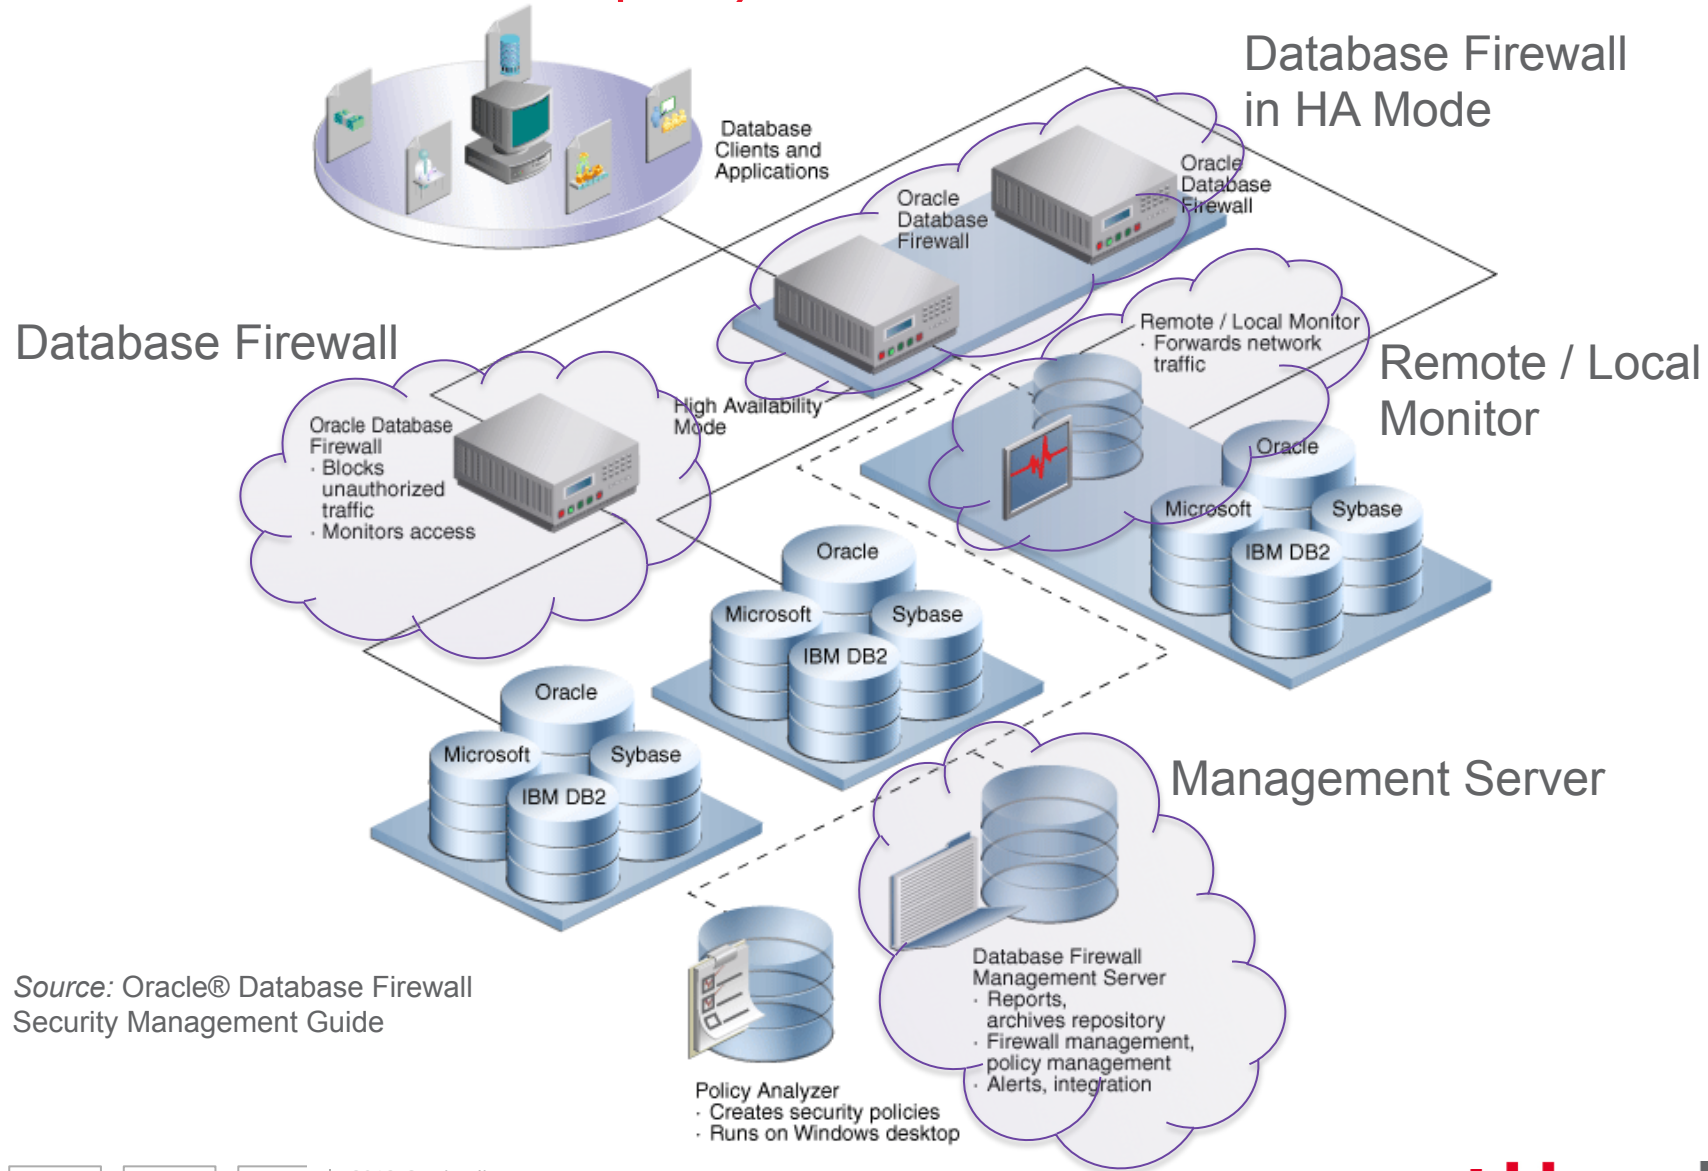 Database Firewall
in HA Mode
Database
Clients and
Applications
Oracle
Database
Firewall
Oracle
Database
Firewall
Database Firewall
Remote / Local Monitor
· Forwards network
traffic
Remote / Local
Monitor
High Availability
Mode
Oracle Database
Firewall
· Blocks
unauthorized
traffic
· Monitors access
Oracle
Microsoft
Sybase
IBM DB2
Oracle
Microsoft
Sybase
IBM DB2
Oracle
Microsoft
Sybase
IBM DB2
Management Server
Database Firewall
Management Server
· Reports,
archives repository
· Firewall management,
policy management
· Alerts, integration
Source: Oracle® Database Firewall
Security Management Guide
Policy Analyzer
· Creates security policies
· Runs on Windows desktop